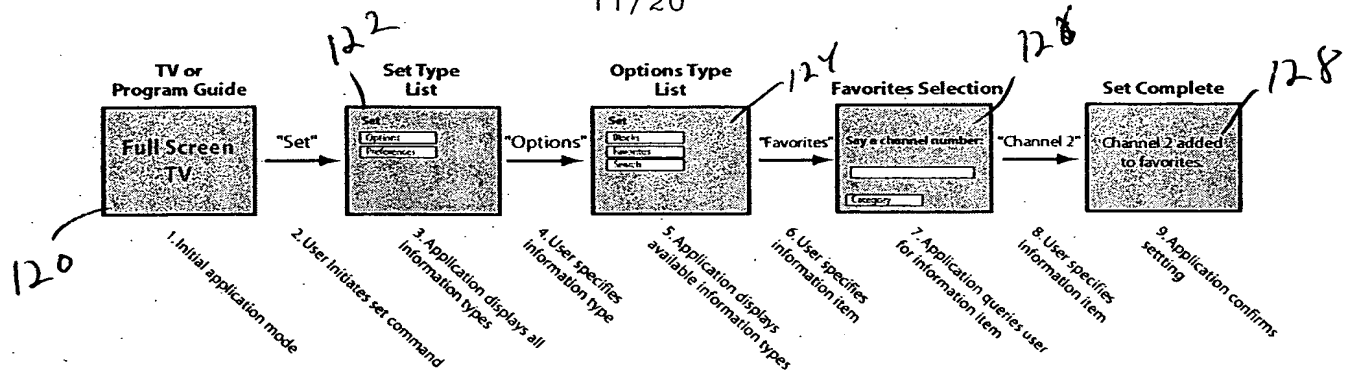 11/20
122
126
124
128
TV or
Program Guide
Set Type
List
Options Type
List
Favorites Selection
Set Complete
Full Screen
TV
"Set"
Set
Options
Preferences
"Options"
Set
Blocks
Favorites
Search
"Favorites"
Say a channel number:
Category
"Channel 2"
Channel 2 added
to favorites.
120
1. Initial application mode
2. User Initiates set command
3. Application displays all
information types
4. User specifies
information type
5. Application displays
available information types
6. User specifies
information item
7. Application queries user
for information item
8. User specifies
information item
9. Application confirms
settting